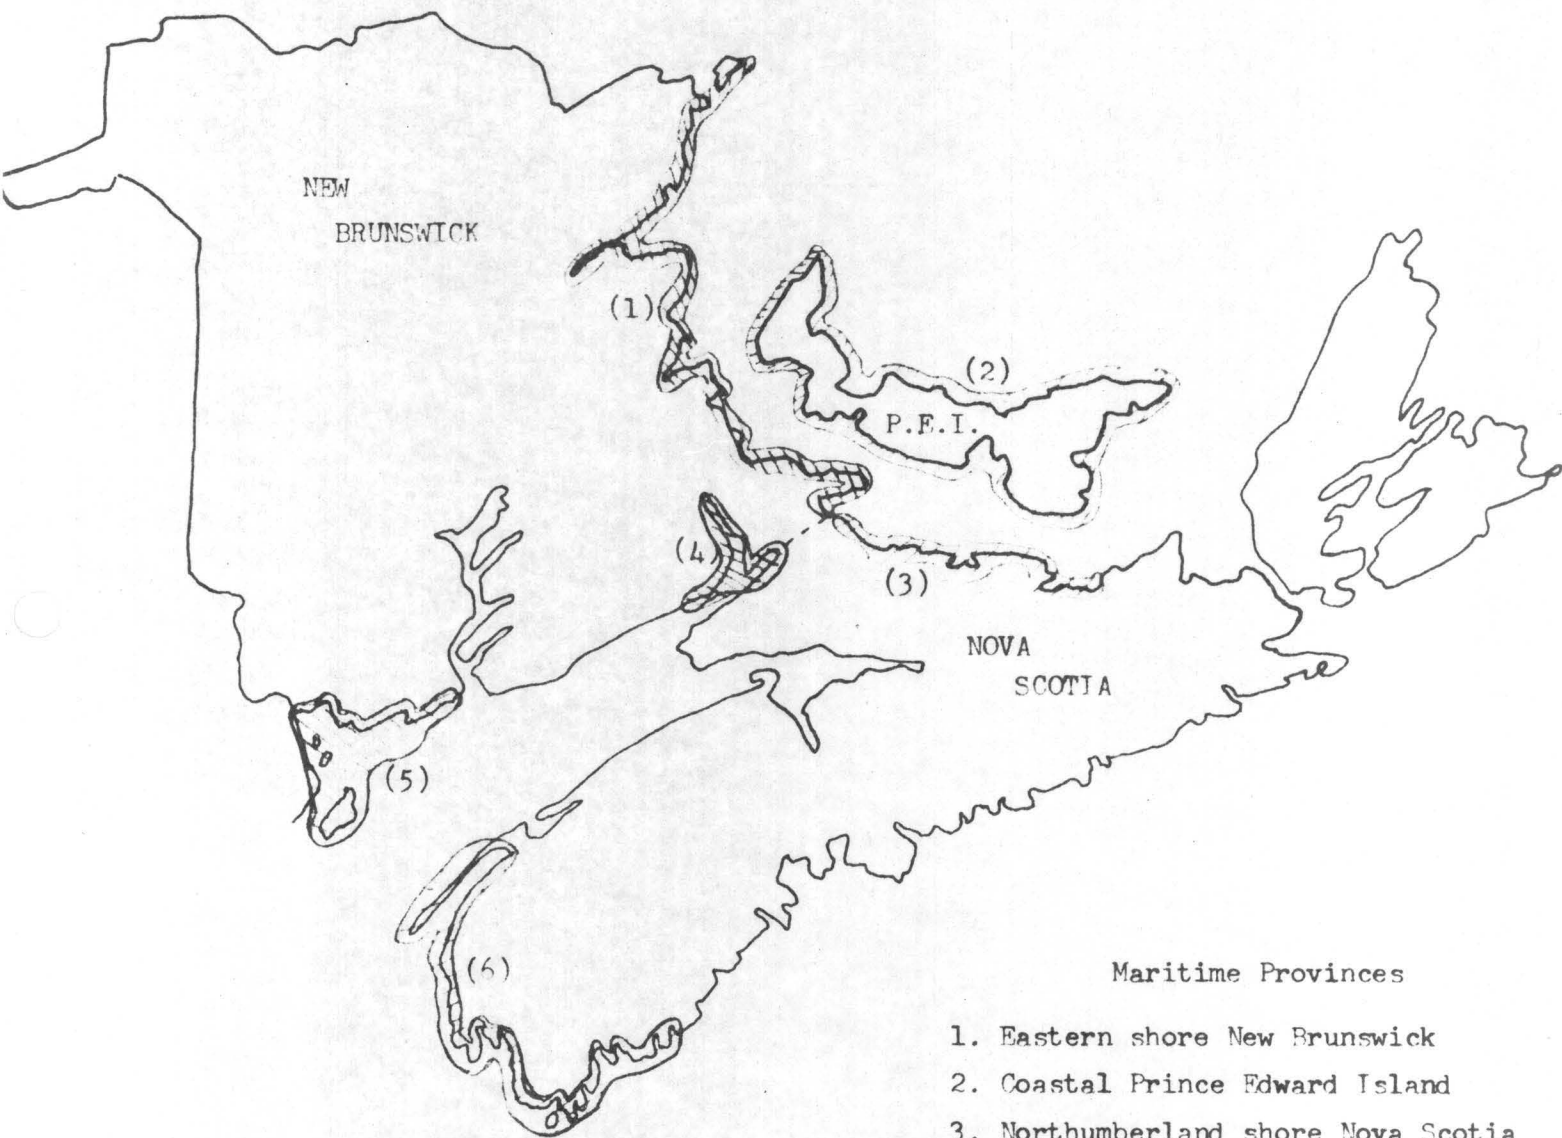 NEW
BRUNSWICK
(1)
(2)
P.E.I.
(4)
(3)
NOVA
SCOTIA
(5)
(6)
Maritime Provinces
1. Eastern shore New Brunswick
2. Coastal Prince Edward Island
3. Northumberland shore Nova Scotia